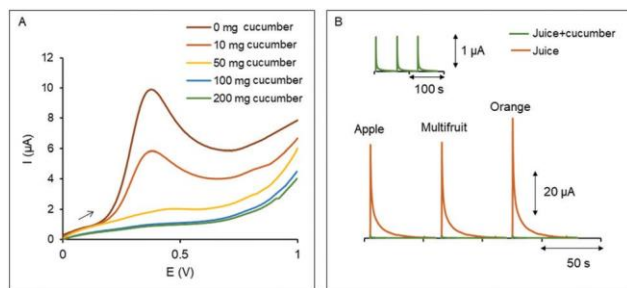 A
0 mg cucumber
10 mg cucumber
50 mg cucumber
100 mg cucumber
200 mg cucumber
I (µA)
12
10
8
6
4
2
0
0
0.5
1
E (V)
B
Juice+cucumber
Juice
1 µA
100 s
Apple
Multifruit
Orange
20 µA
50 s